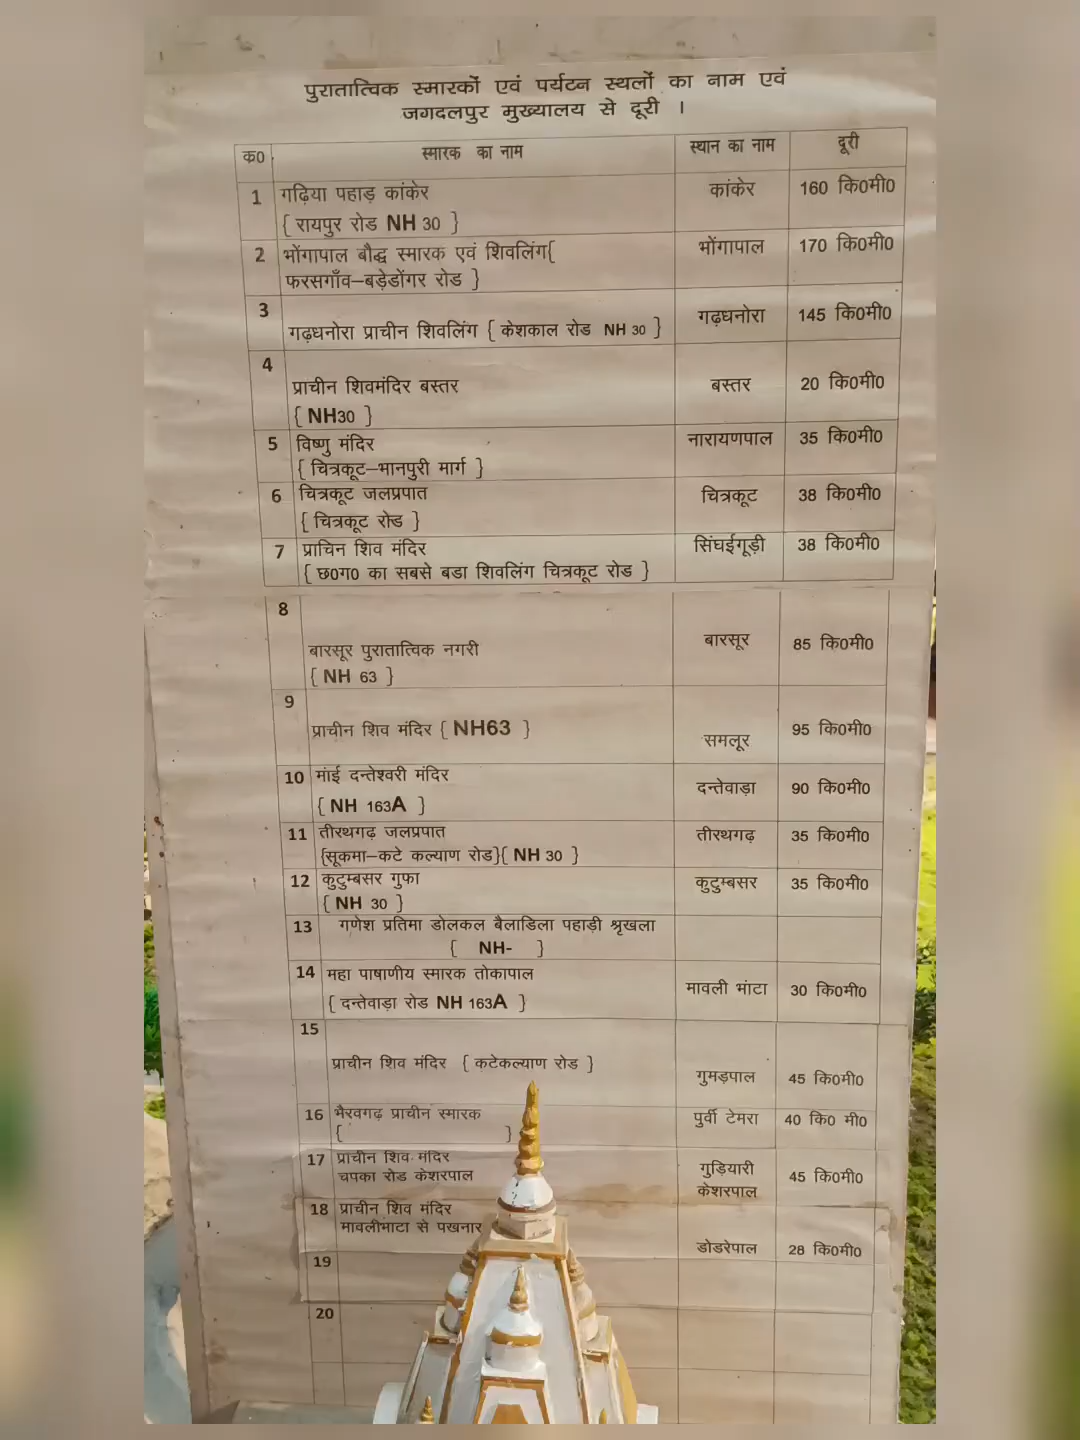 पुरातात्विक स्मारकों एवं पर्यटन स्थलों का नाम एवं
जगदलपुर मुख्यालय से दूरी ।
क0 स्मारक का नाम स्थान का नाम दूरी
1 गढ़िया पहाड़ कांकेर कांकेर 160 कि0मी0
{ रायपुर रोड NH 30 }
2 भोंगापाल बौद्ध स्मारक एवं शिवलिंग{ भोंगापाल 170 कि0मी0
फरसगाँव–बड़ेडोंगर रोड }
3 गढ़धनोरा प्राचीन शिवलिंग { केशकाल रोड NH 30 } गढ़धनोरा 145 कि0मी0
4 प्राचीन शिवमंदिर बस्तर बस्तर 20 कि0मी0
{ NH30 }
5 विष्णु मंदिर नारायणपाल 35 कि0मी0
{ चित्रकूट–भानपुरी मार्ग }
6 चित्रकूट जलप्रपात चित्रकूट 38 कि0मी0
{ चित्रकूट रोड }
7 प्राचिन शिव मंदिर सिंघईगूड़ी 38 कि0मी0
{ छ0ग0 का सबसे बडा शिवलिंग चित्रकूट रोड }
8 बारसूर पुरातात्विक नगरी बारसूर 85 कि0मी0
{ NH 63 }
9 प्राचीन शिव मंदिर { NH63 } समलूर 95 कि0मी0
10 मांई दन्तेश्वरी मंदिर दन्तेवाड़ा 90 कि0मी0
{ NH 163A }
11 तीरथगढ़ जलप्रपात तीरथगढ़ 35 कि0मी0
{सूकमा–कटे कल्याण रोड}{ NH 30 }
12 कुटुम्बसर गुफा कुटुम्बसर 35 कि0मी0
{ NH 30 }
13 गणेश प्रतिमा डोलकल बैलाडिला पहाड़ी श्रृखला
{ NH- }
14 महा पाषाणीय स्मारक तोकापाल मावली भाटा 30 कि0मी0
{ दन्तेवाड़ा रोड NH 163A }
15 प्राचीन शिव मंदिर { कटेकल्याण रोड } गुमड़पाल 45 कि0मी0
16 भैरवगढ़ प्राचीन स्मारक पुर्वी टेमरा 40 कि0 मी0
{ }
17 प्राचीन शिव मंदिर गुड़ियारी 45 कि0मी0
चपका रोड केशरपाल केशरपाल
18 प्राचीन शिव मंदिर
मावलीभाटा से पखनार डोडरेपाल 28 कि0मी0
19
20